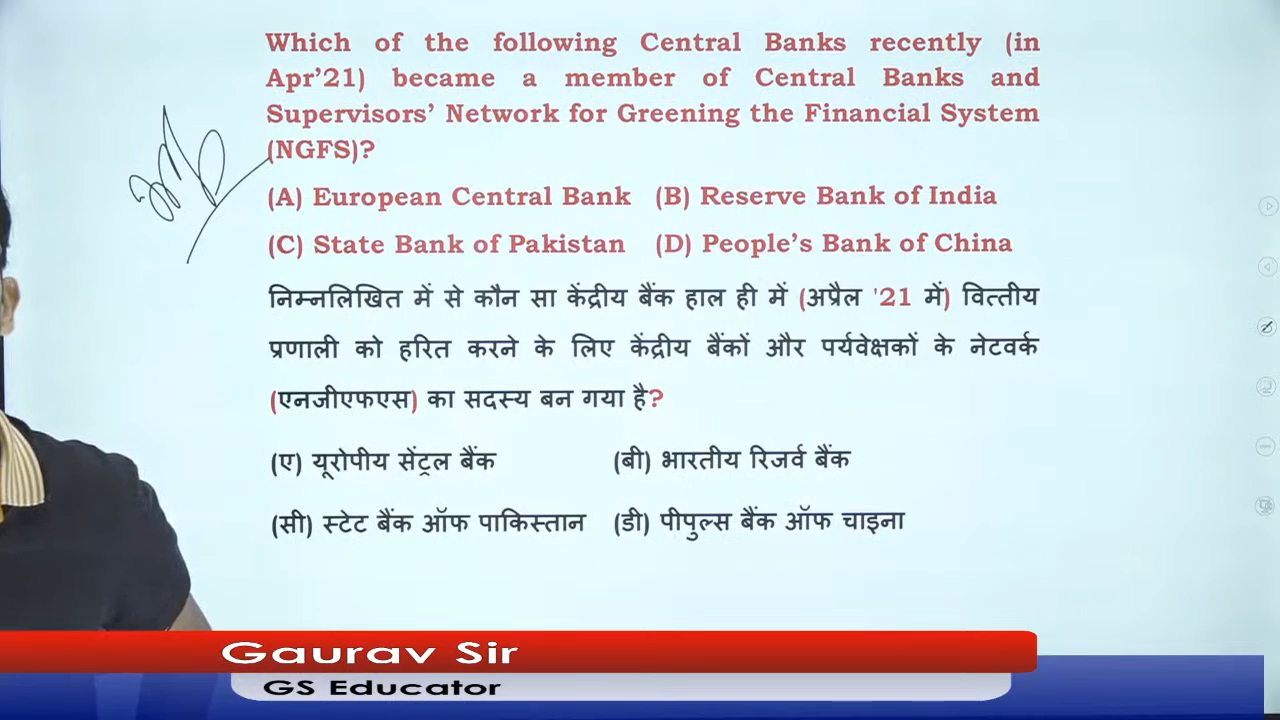 Which of the following Central Banks recently (in
Apr’21) became a member of Central Banks and
Supervisors’ Network for Greening the Financial System
(NGFS)?
(A) European Central Bank (B) Reserve Bank of India
(C) State Bank of Pakistan (D) People’s Bank of China
निम्नलिखित में से कौन सा केंद्रीय बैंक हाल ही में (अप्रैल '21 में) वित्तीय
प्रणाली को हरित करने के लिए केंद्रीय बैंकों और पर्यवेक्षकों के नेटवर्क
(एनजीएफएस) का सदस्य बन गया है?
(ए) यूरोपीय सेंट्रल बैंक (बी) भारतीय रिजर्व बैंक
(सी) स्टेट बैंक ऑफ पाकिस्तान (डी) पीपुल्स बैंक ऑफ चाइना
Gaurav Sir
GS Educator